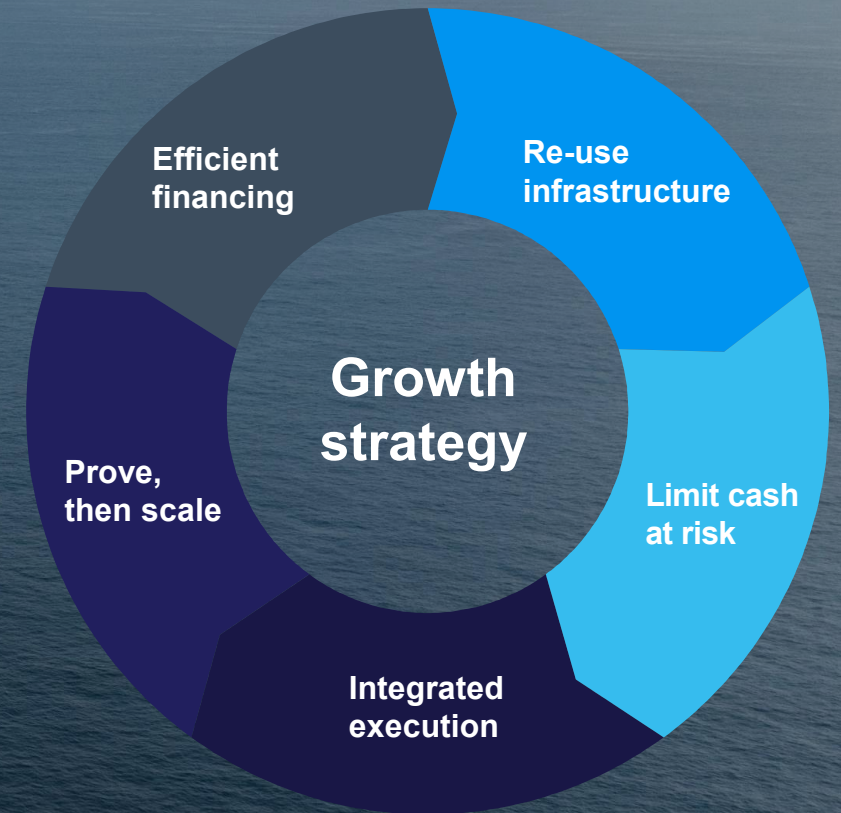 Efficient
financing
Re-use
infrastructure
Growth
strategy
Prove,
then scale
Limit cash
at risk
Integrated
execution